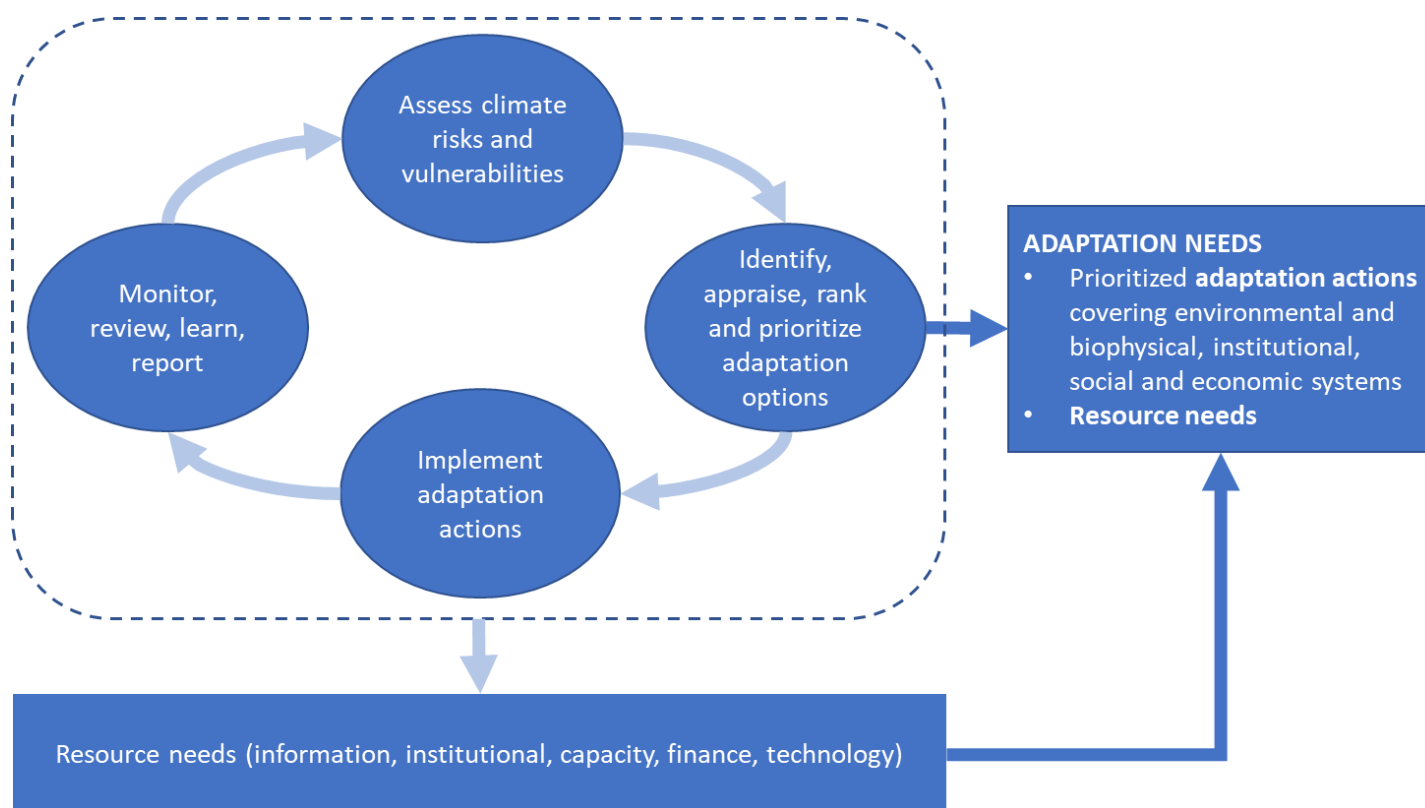 Assess climate
risks and
vulnerabilities
Identify,
appraise, rank
and prioritize
adaptation
options
Implement
adaptation
actions
Monitor,
review, learn,
report
ADAPTATION NEEDS
• Prioritized adaptation actions
covering environmental and
biophysical, institutional,
social and economic systems
• Resource needs
Resource needs (information, institutional, capacity, finance, technology)